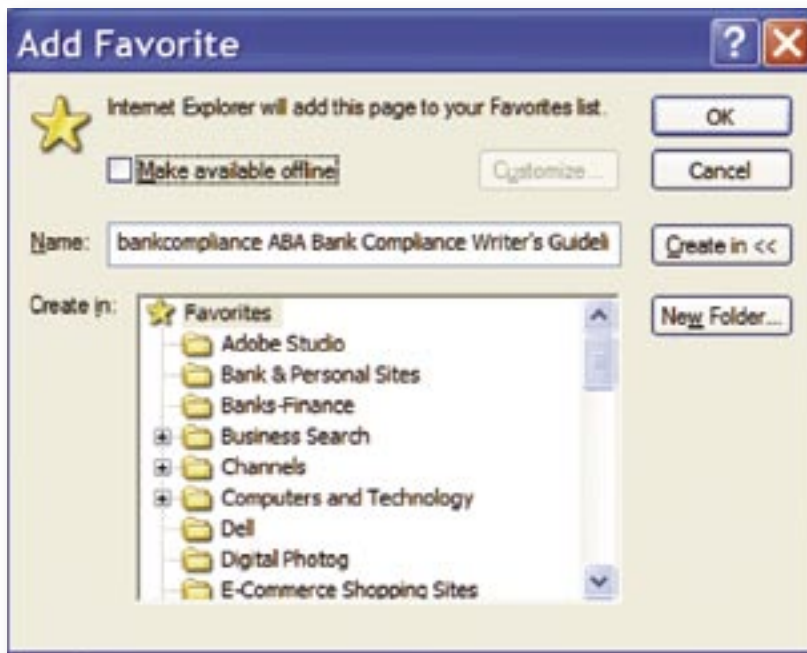 Add Favorite
Internet Explorer will add this page to your Favorites list.
OK
Make available offline
Customize...
Cancel
Name: bankcompliance ABA Bank Compliance Writer's Guideli
Create in <<
Create in:
Favorites
New Folder...
Adobe Studio
Bank & Personal Sites
Banks-Finance
Business Search
Channels
Computers and Technology
Dell
Digital Photog
E-Commerce Shopping Sites